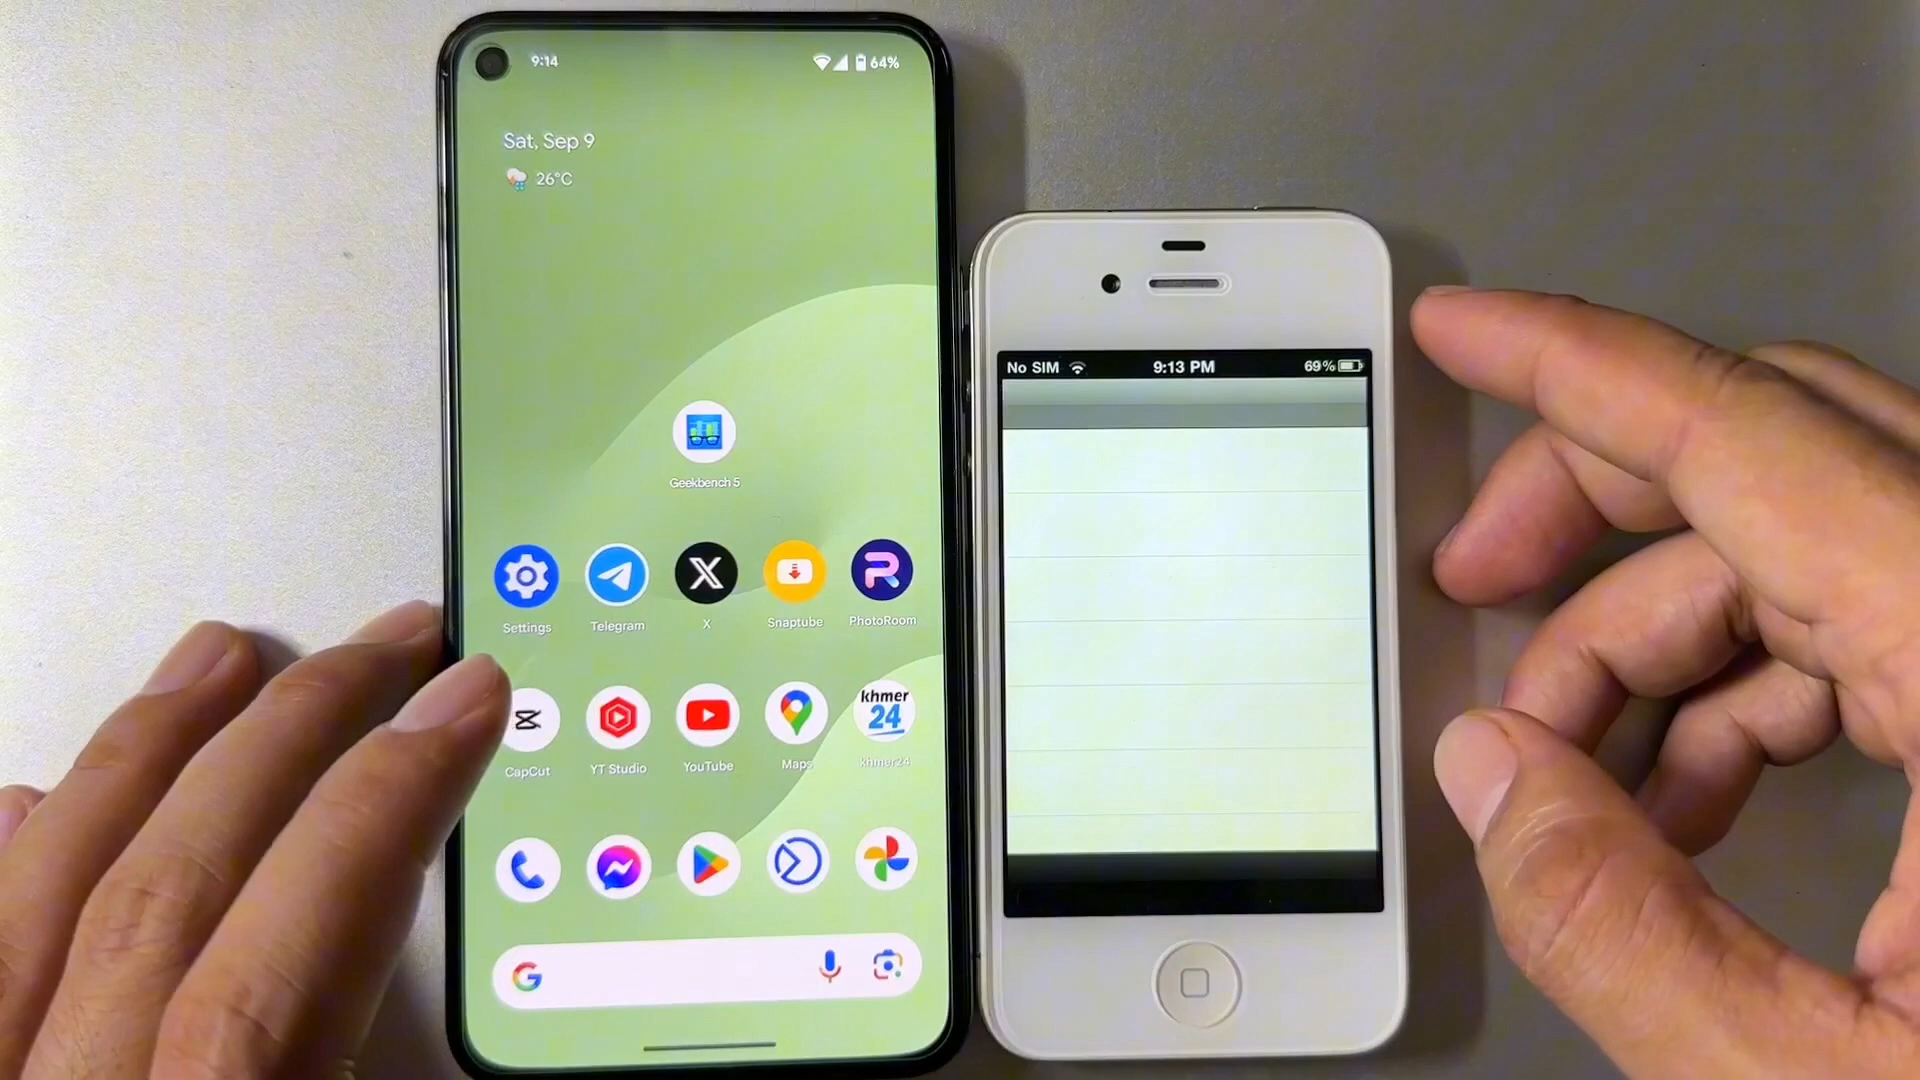 9:14
64%
Sat, Sep 9
26°C
Geekbench 5
Settings
Telegram
X
Snaptube
PhotoRoom
khmer
24
CapCut
YT Studio
YouTube
Maps
khmer24
G
No SIM
9:13 PM
69%